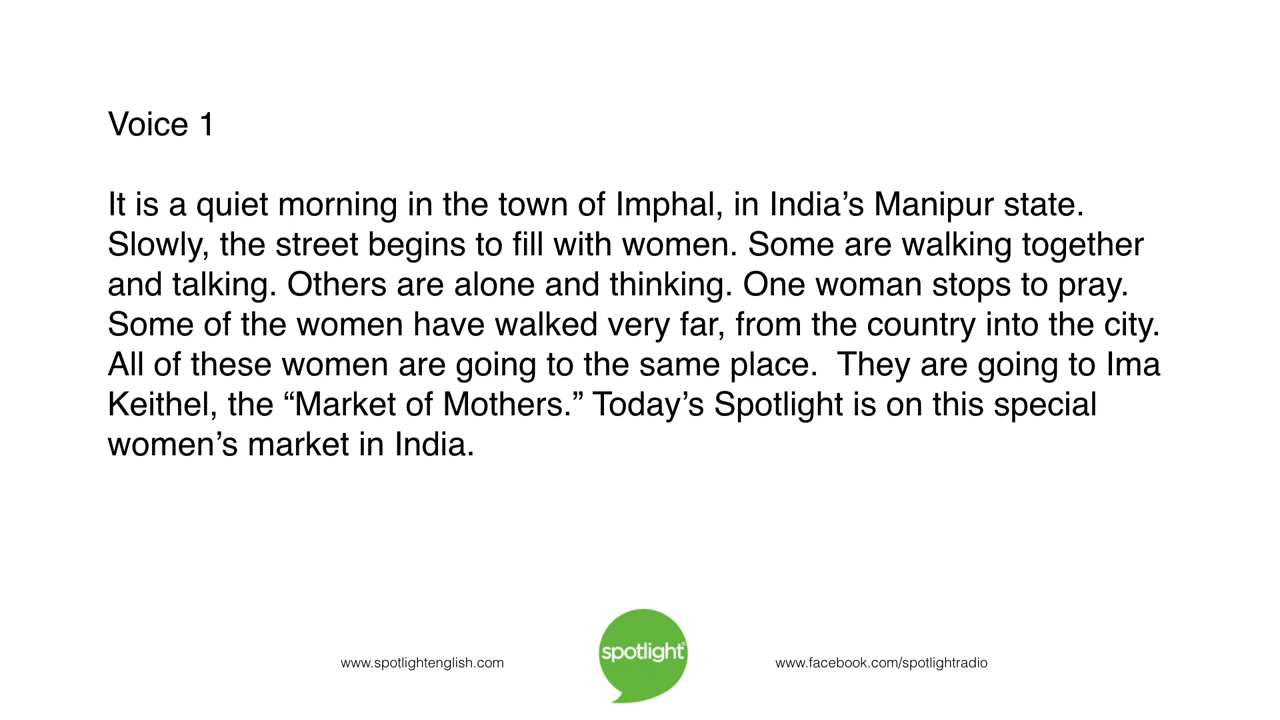 Voice 1
It is a quiet morning in the town of Imphal, in India’s Manipur state.
Slowly, the street begins to fill with women. Some are walking together
and talking. Others are alone and thinking. One woman stops to pray.
Some of the women have walked very far, from the country into the city.
All of these women are going to the same place.  They are going to Ima
Keithel, the “Market of Mothers.” Today’s Spotlight is on this special
women’s market in India.
www.spotlightenglish.com
spotlight®
www.facebook.com/spotlightradio